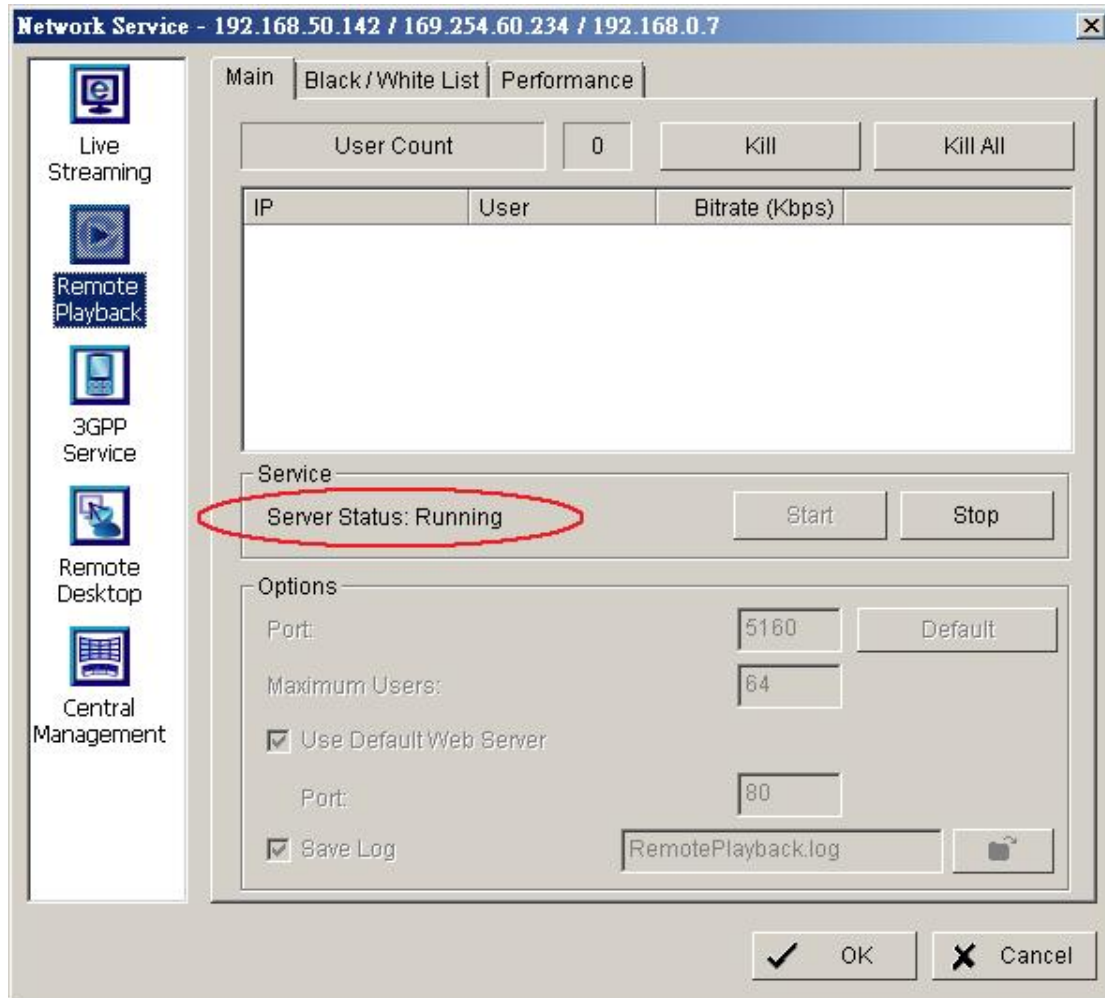 Network Service - 192.168.50.142 / 169.254.60.234 / 192.168.0.7
Live
Streaming
Remote
Playback
3GPP
Service
Remote
Desktop
Central
Management
Main
Black / White List
Performance
User Count
0
Kill
Kill All
IP
User
Bitrate (Kbps)
Service
Server Status: Running
Start
Stop
Options
Port:
5160
Default
Maximum Users:
64
Use Default Web Server
Port:
80
Save Log
RemotePlayback.log
OK
Cancel